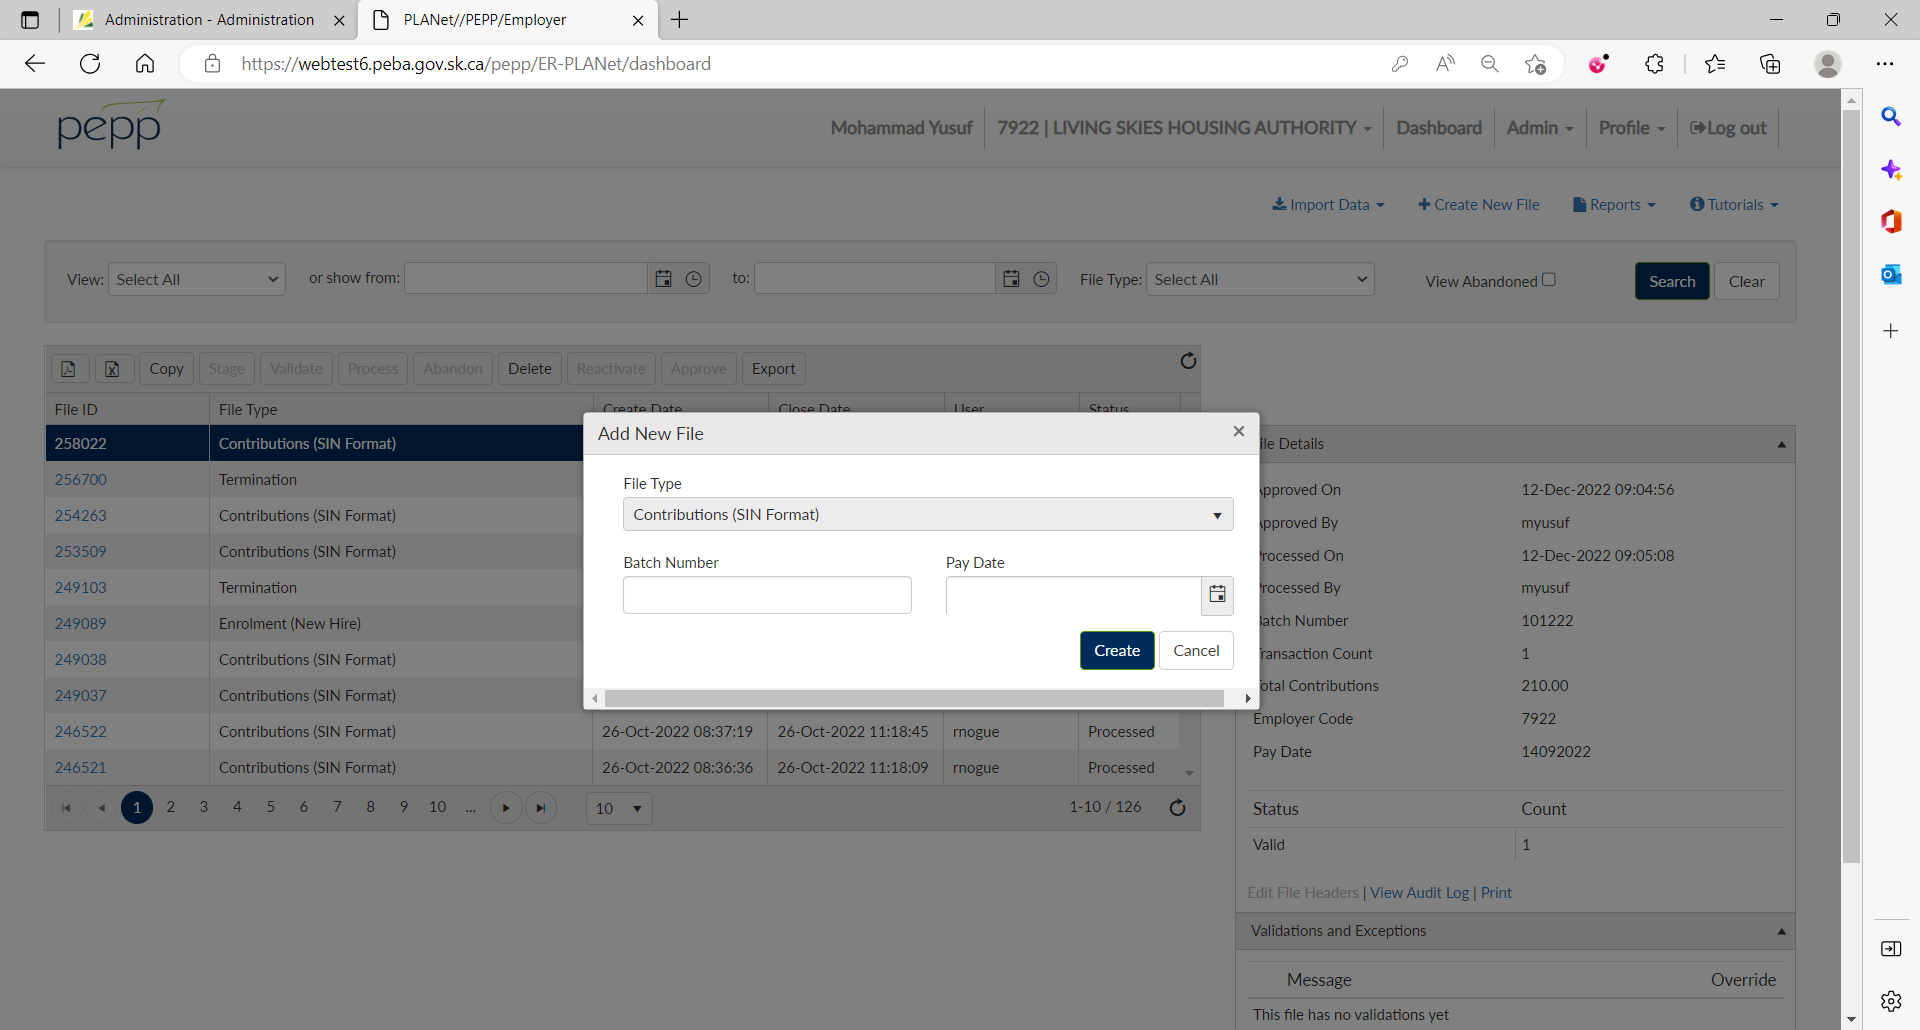 Administration - Administration
PLANet//PEPP/Employer
https://webtest6.peba.gov.sk.ca/pepp/ER-PLANet/dashboard
pepp
Mohammad Yusuf
7922 | LIVING SKIES HOUSING AUTHORITY
Dashboard
Admin
Profile
Log out
Import Data
Create New File
Reports
Tutorials
View: Select All
or show from:
to:
File Type: Select All
View Abandoned
Search
Clear
Copy
Stage
Validate
Process
Abandon
Delete
Reactivate
Approve
Export
File ID File Type Create Date Close Date User Status
258022 Contributions (SIN Format)
256700 Termination
254263 Contributions (SIN Format)
253509 Contributions (SIN Format)
249103 Termination
249089 Enrolment (New Hire)
249038 Contributions (SIN Format)
249037 Contributions (SIN Format)
246522 Contributions (SIN Format) 26-Oct-2022 08:37:19 26-Oct-2022 11:18:45 rnogue Processed
246521 Contributions (SIN Format) 26-Oct-2022 08:36:36 26-Oct-2022 11:18:09 rnogue Processed
1 2 3 4 5 6 7 8 9 10 ...
10
1-10 / 126
Add New File
File Type
Contributions (SIN Format)
Batch Number
Pay Date
Create
Cancel
ile Details
pproved On 12-Dec-2022 09:04:56
pproved By myusuf
rocessed On 12-Dec-2022 09:05:08
rocessed By myusuf
atch Number 101222
ransaction Count 1
otal Contributions 210.00
Employer Code 7922
Pay Date 14092022
Status Count
Valid 1
Edit File Headers | View Audit Log | Print
Validations and Exceptions
Message Override
This file has no validations yet